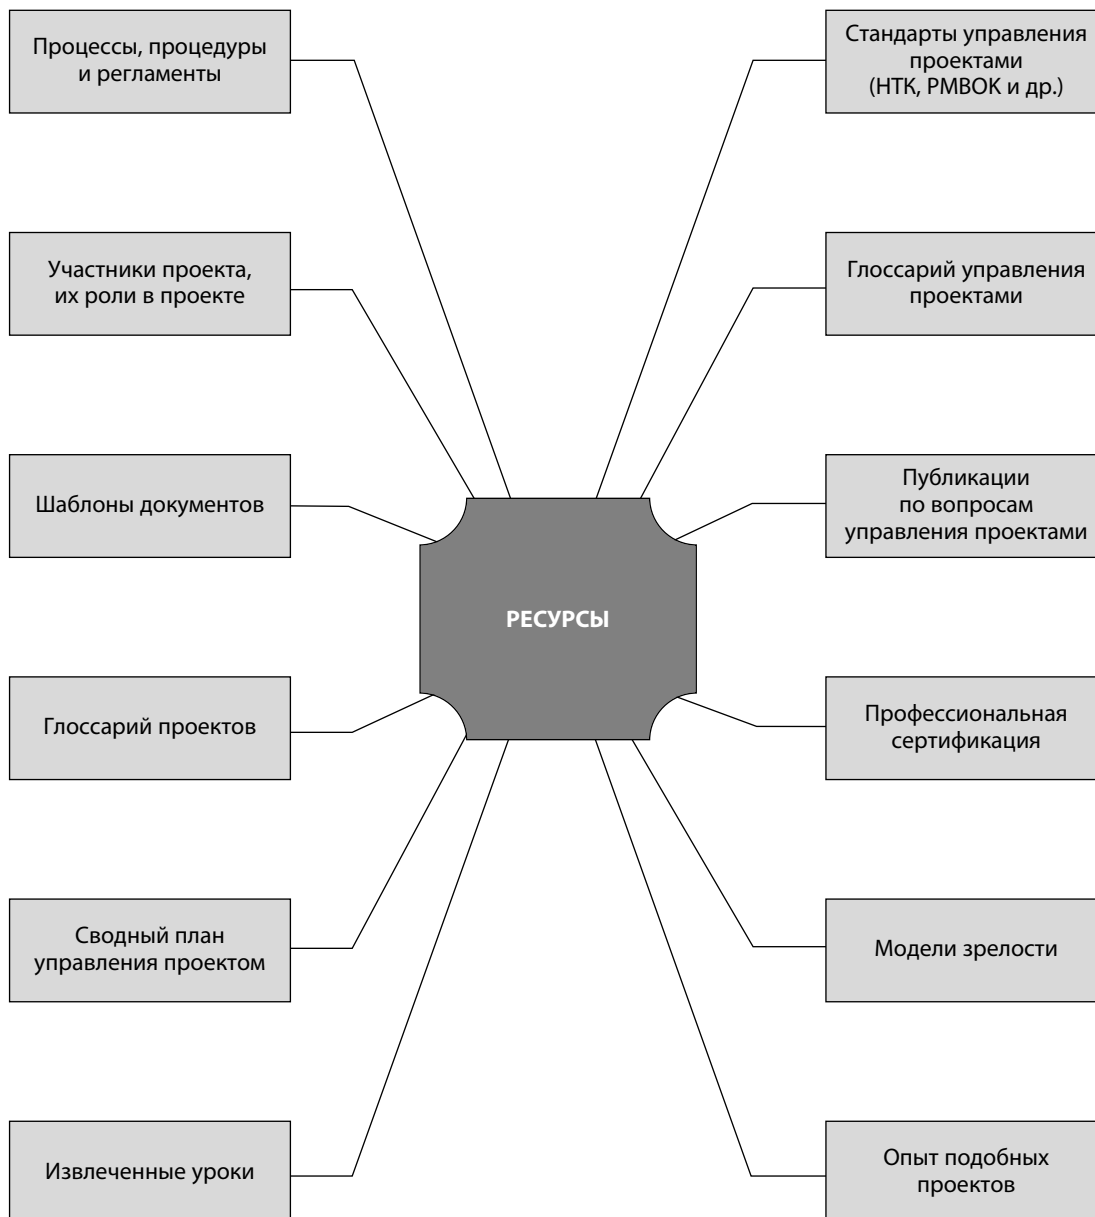 Процессы, процедуры
и регламенты
Стандарты управления
проектами
(НТК, PMBOK и др.)
Участники проекта,
их роли в проекте
Глоссарий управления
проектами
Шаблоны документов
Публикации
по вопросам
управления проектами
РЕСУРСЫ
Глоссарий проектов
Профессиональная
сертификация
Сводный план
управления проектом
Модели зрелости
Извлеченные уроки
Опыт подобных
проектов